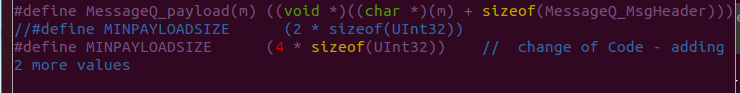 #define MessageQ_payload(m) ((void *)((char *)(m) + sizeof(MessageQ_MsgHeader)))
//#define MINPAYLOADSIZE     (2 * sizeof(UInt32))
#define MINPAYLOADSIZE      (4 * sizeof(UInt32))    //  change of Code - adding
2 more values